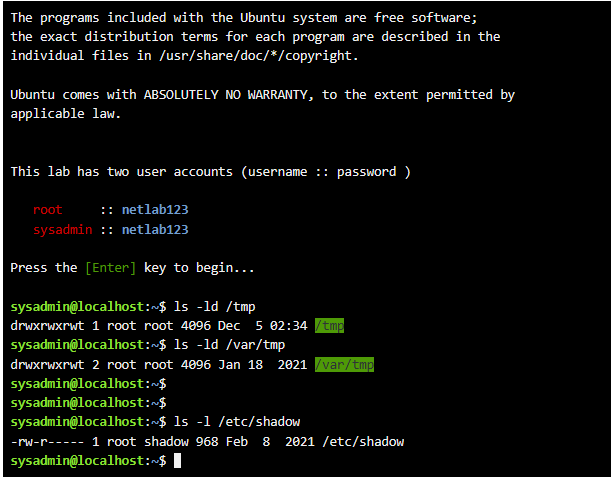 The programs included with the Ubuntu system are free software;
the exact distribution terms for each program are described in the
individual files in /usr/share/doc/*/copyright.
Ubuntu comes with ABSOLUTELY NO WARRANTY, to the extent permitted by
applicable law.
This lab has two user accounts (username :: password )
root     :: netlab123
sysadmin :: netlab123
Press the [Enter] key to begin...
sysadmin@localhost:~$ ls -ld /tmp
drwxrwxrwt 1 root root 4096 Dec  5 02:34 /tmp
sysadmin@localhost:~$ ls -ld /var/tmp
drwxrwxrwt 2 root root 4096 Jan 18  2021 /var/tmp
sysadmin@localhost:~$
sysadmin@localhost:~$
sysadmin@localhost:~$ ls -l /etc/shadow
-rw-r----- 1 root shadow 968 Feb  8  2021 /etc/shadow
sysadmin@localhost:~$